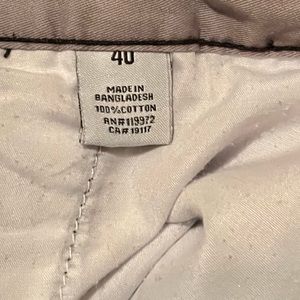 40
MADE IN
BANGLADESH
100% COTTON
RN#119972
CA#19117